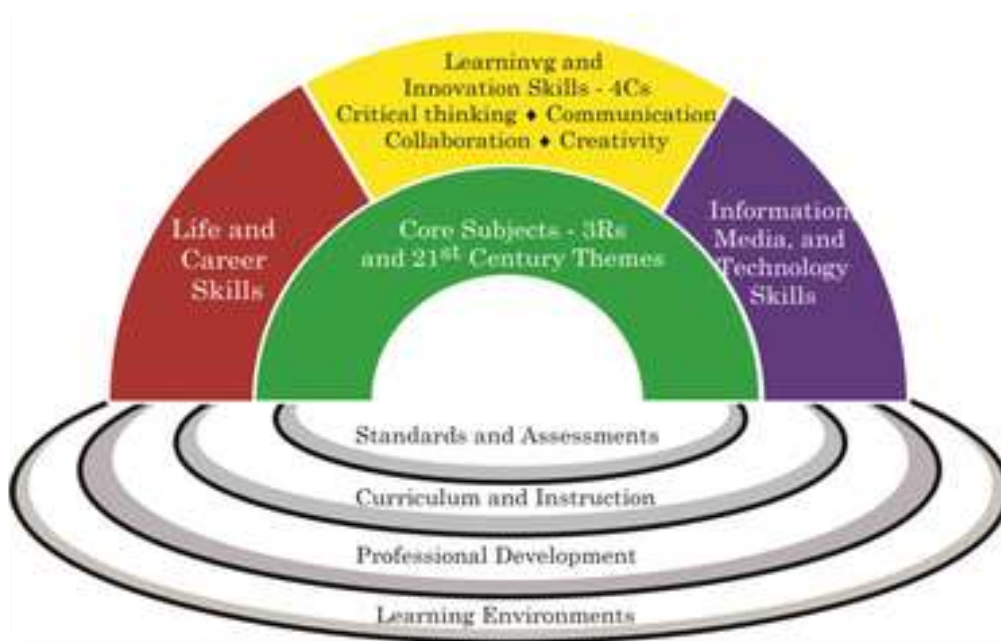 Learninvg and
Innovation Skills - 4Cs
Critical thinking ♦ Communication
Collaboration ♦ Creativity
Life and
Career
Skills
Core Subjects - 3Rs
and 21st Century Themes
Information,
Media, and
Technology
Skills
Standards and Assessments
Curriculum and Instruction
Professional Development
Learning Environments